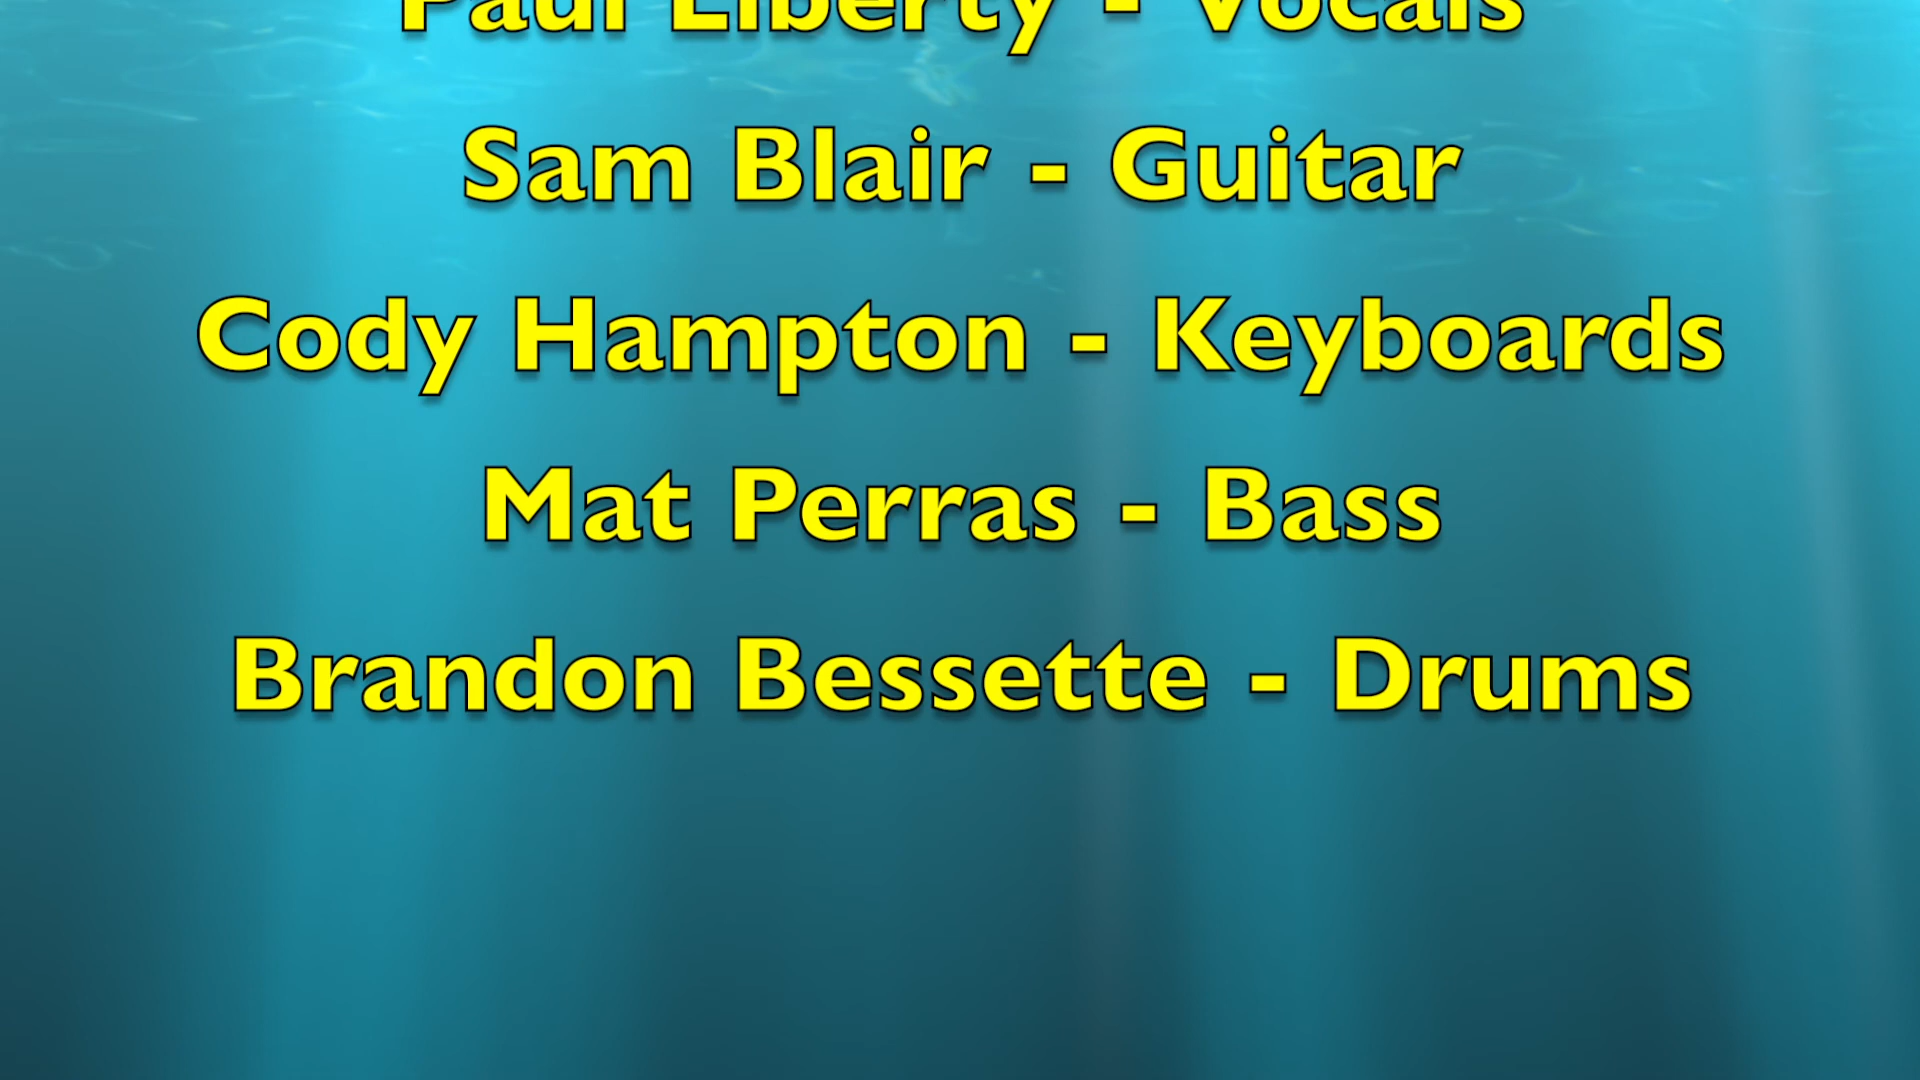 Paul Liberty - Vocals
Sam Blair - Guitar
Cody Hampton - Keyboards
Mat Perras - Bass
Brandon Bessette - Drums